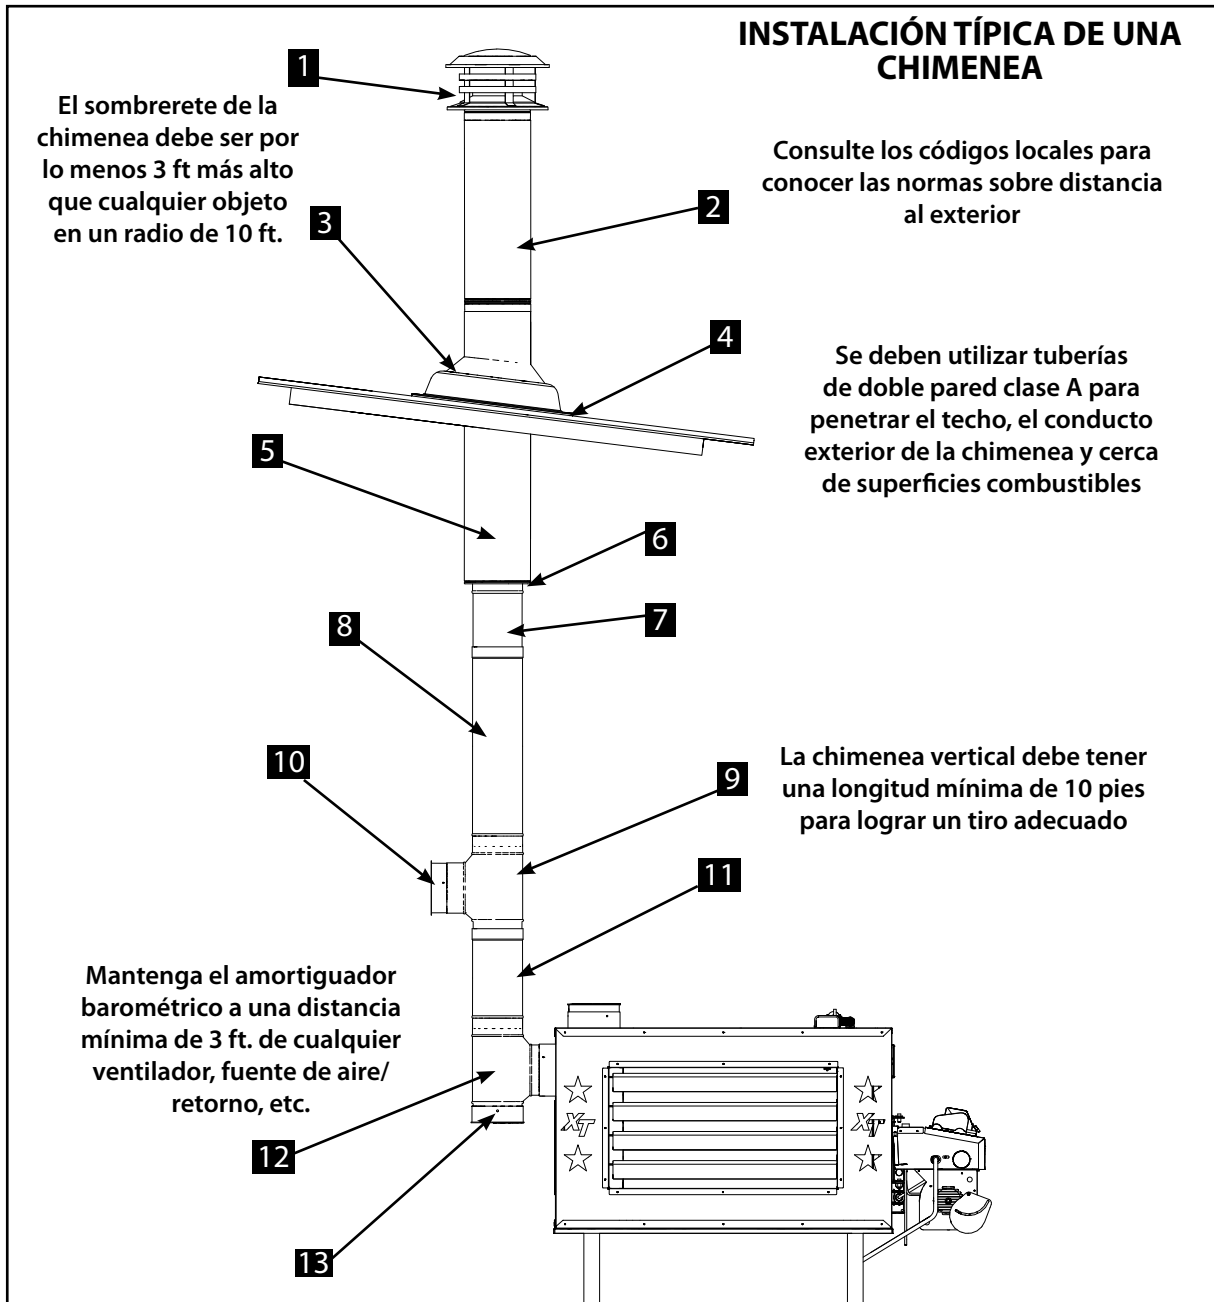 INSTALACIÓN TÍPICA DE UNA
CHIMENEA
1
El sombrerete de la
chimenea debe ser por
lo menos 3 ft más alto
que cualquier objeto
en un radio de 10 ft.
Consulte los códigos locales para
conocer las normas sobre distancia
al exterior
2
3
4
Se deben utilizar tuberías
de doble pared clase A para
penetrar el techo, el conducto
exterior de la chimenea y cerca
de superficies combustibles
5
6
7
8
La chimenea vertical debe tener
una longitud mínima de 10 pies
para lograr un tiro adecuado
10
9
11
Mantenga el amortiguador
barométrico a una distancia
mínima de 3 ft. de cualquier
ventilador, fuente de aire/
retorno, etc.
XT
XT
12
13